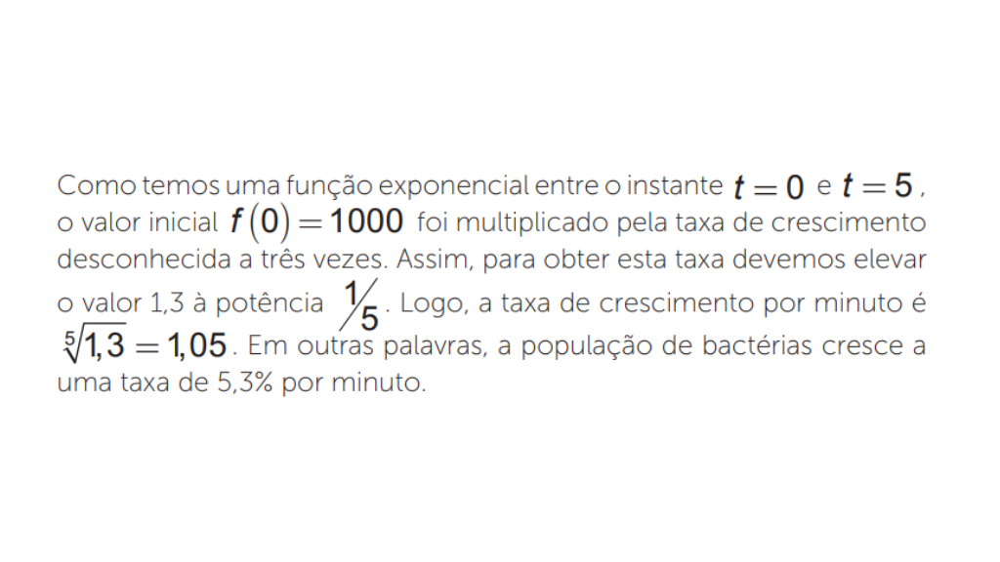 Como temos uma função exponencial entre o instante t = 0 e t = 5 ,
o valor inicial f (0) = 1000 foi multiplicado pela taxa de crescimento
desconhecida a três vezes. Assim, para obter esta taxa devemos elevar
o valor 1,3 à potência 1/5 . Logo, a taxa de crescimento por minuto é
⁵√1,3 = 1,05 . Em outras palavras, a população de bactérias cresce a
uma taxa de 5,3% por minuto.